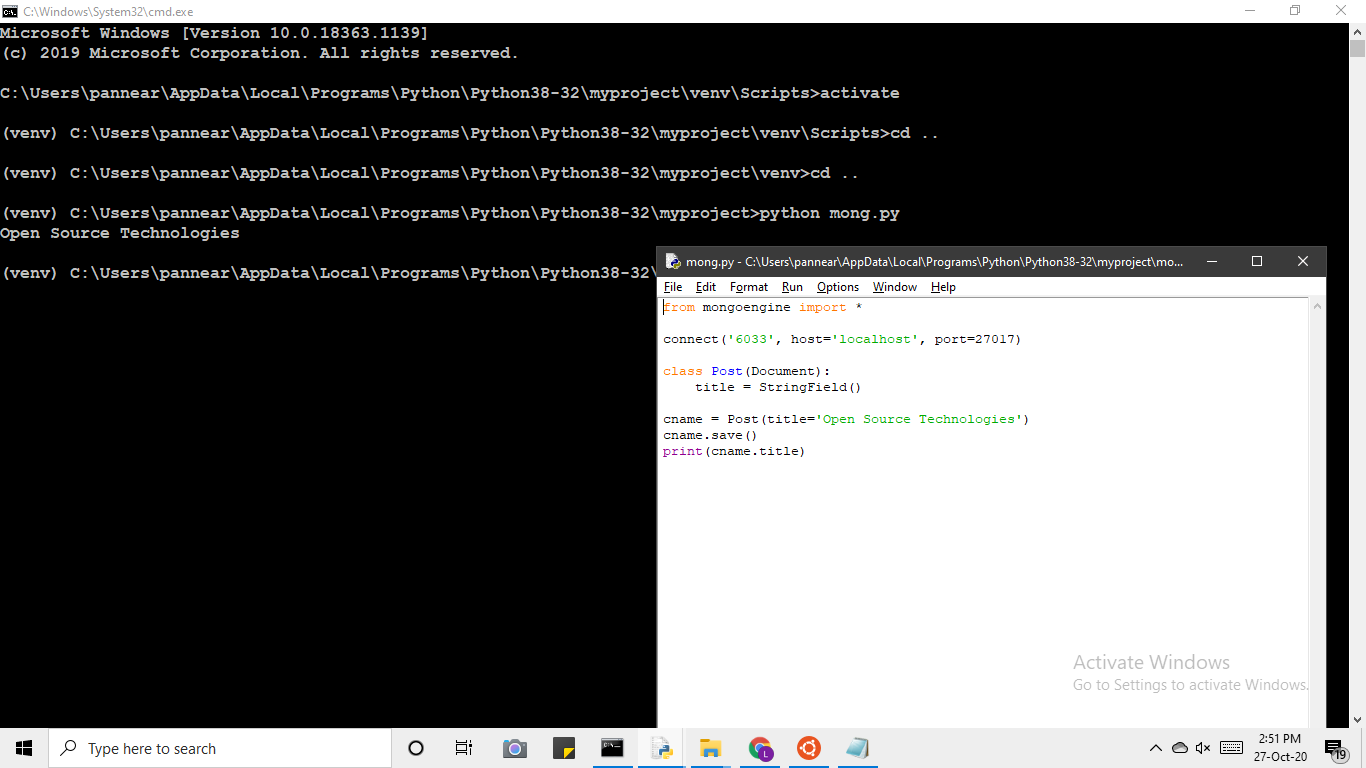 C:\Windows\System32\cmd.exe
Microsoft Windows [Version 10.0.18363.1139]
(c) 2019 Microsoft Corporation. All rights reserved.
C:\Users\pannear\AppData\Local\Programs\Python\Python38-32\myproject\venv\Scripts>activate
(venv) C:\Users\pannear\AppData\Local\Programs\Python\Python38-32\myproject\venv\Scripts>cd ..
(venv) C:\Users\pannear\AppData\Local\Programs\Python\Python38-32\myproject\venv>cd ..
(venv) C:\Users\pannear\AppData\Local\Programs\Python\Python38-32\myproject>python mong.py
Open Source Technologies
(venv) C:\Users\pannear\AppData\Local\Programs\Python\Python38-32\
mong.py - C:\Users\pannear\AppData\Local\Programs\Python\Python38-32\myproject\mo...
File Edit Format Run Options Window Help
from mongoengine import *
connect('6033', host='localhost', port=27017)
class Post(Document):
    title = StringField()
cname = Post(title='Open Source Technologies')
cname.save()
print(cname.title)
Activate Windows
Go to Settings to activate Windows.
Type here to search
L
2:51 PM
27-Oct-20
19